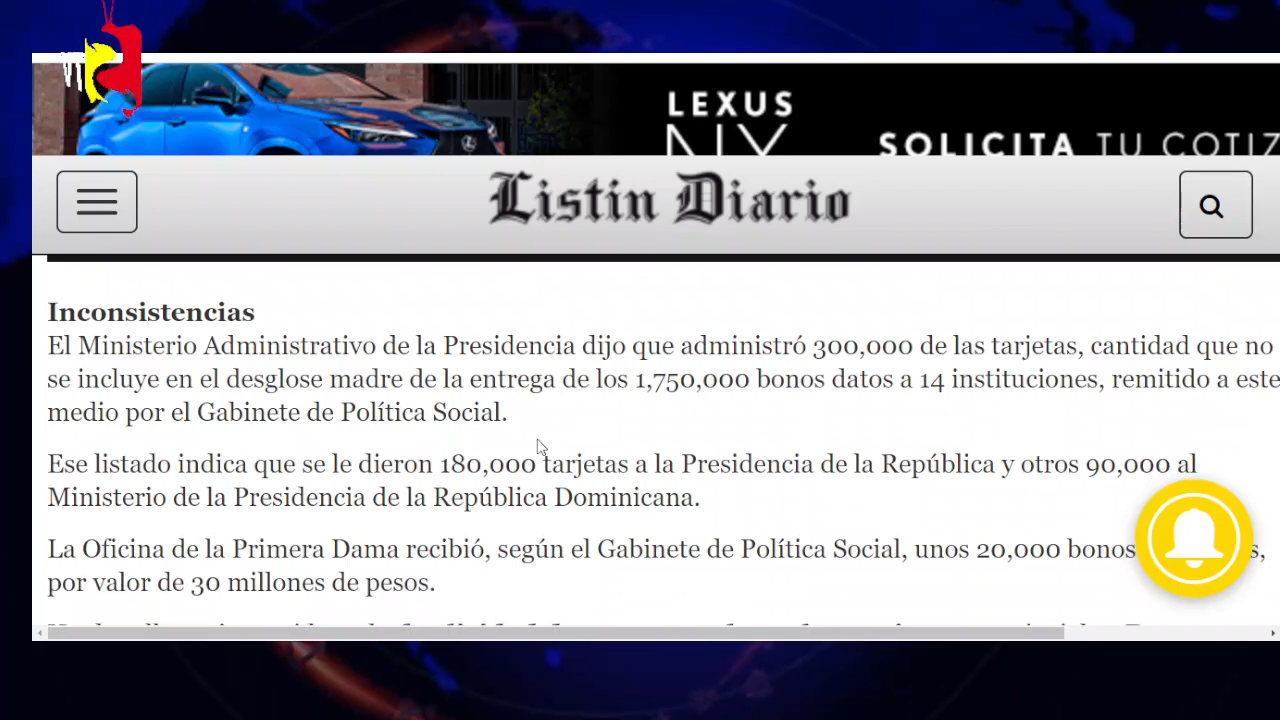 LEXUS
NX
SOLICITA TU COTIZ
Listin Diario
Inconsistencias
El Ministerio Administrativo de la Presidencia dijo que administró 300,000 de las tarjetas, cantidad que no
se incluye en el desglose madre de la entrega de los 1,750,000 bonos datos a 14 instituciones, remitido a este
medio por el Gabinete de Política Social.
Ese listado indica que se le dieron 180,000 tarjetas a la Presidencia de la República y otros 90,000 al
Ministerio de la Presidencia de la República Dominicana.
La Oficina de la Primera Dama recibió, según el Gabinete de Política Social, unos 20,000 bonos s,
por valor de 30 millones de pesos.